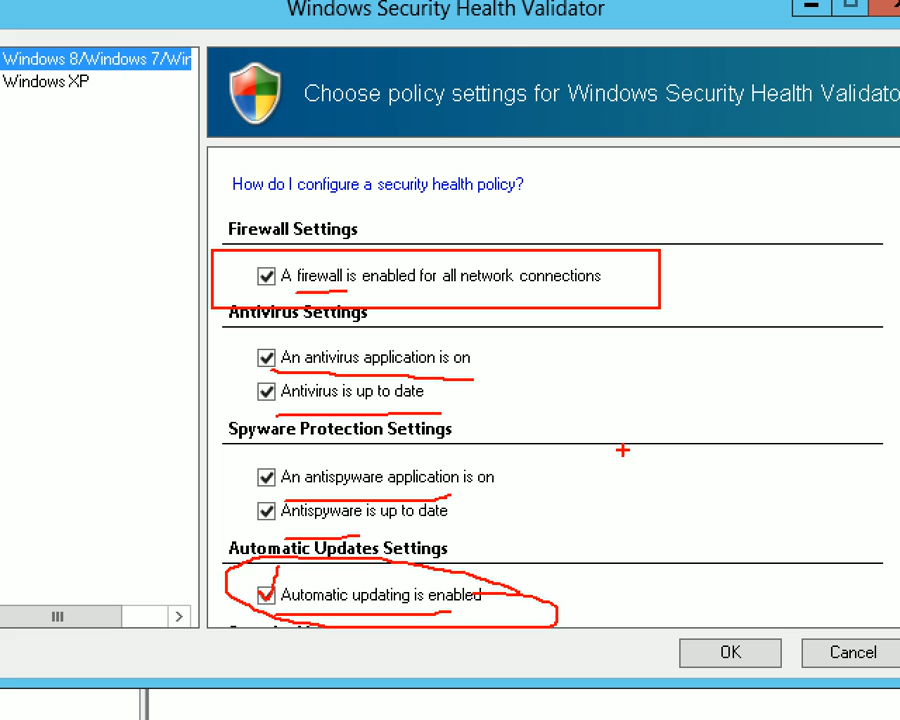 Windows Security Health Validator
Windows 8/Windows 7/Wir
Windows XP
Choose policy settings for Windows Security Health Validato
How do I configure a security health policy?
Firewall Settings
A firewall is enabled for all network connections
Antivirus Settings
An antivirus application is on
Antivirus is up to date
Spyware Protection Settings
An antispyware application is on
Antispyware is up to date
Automatic Updates Settings
Automatic updating is enabled
OK
Cancel